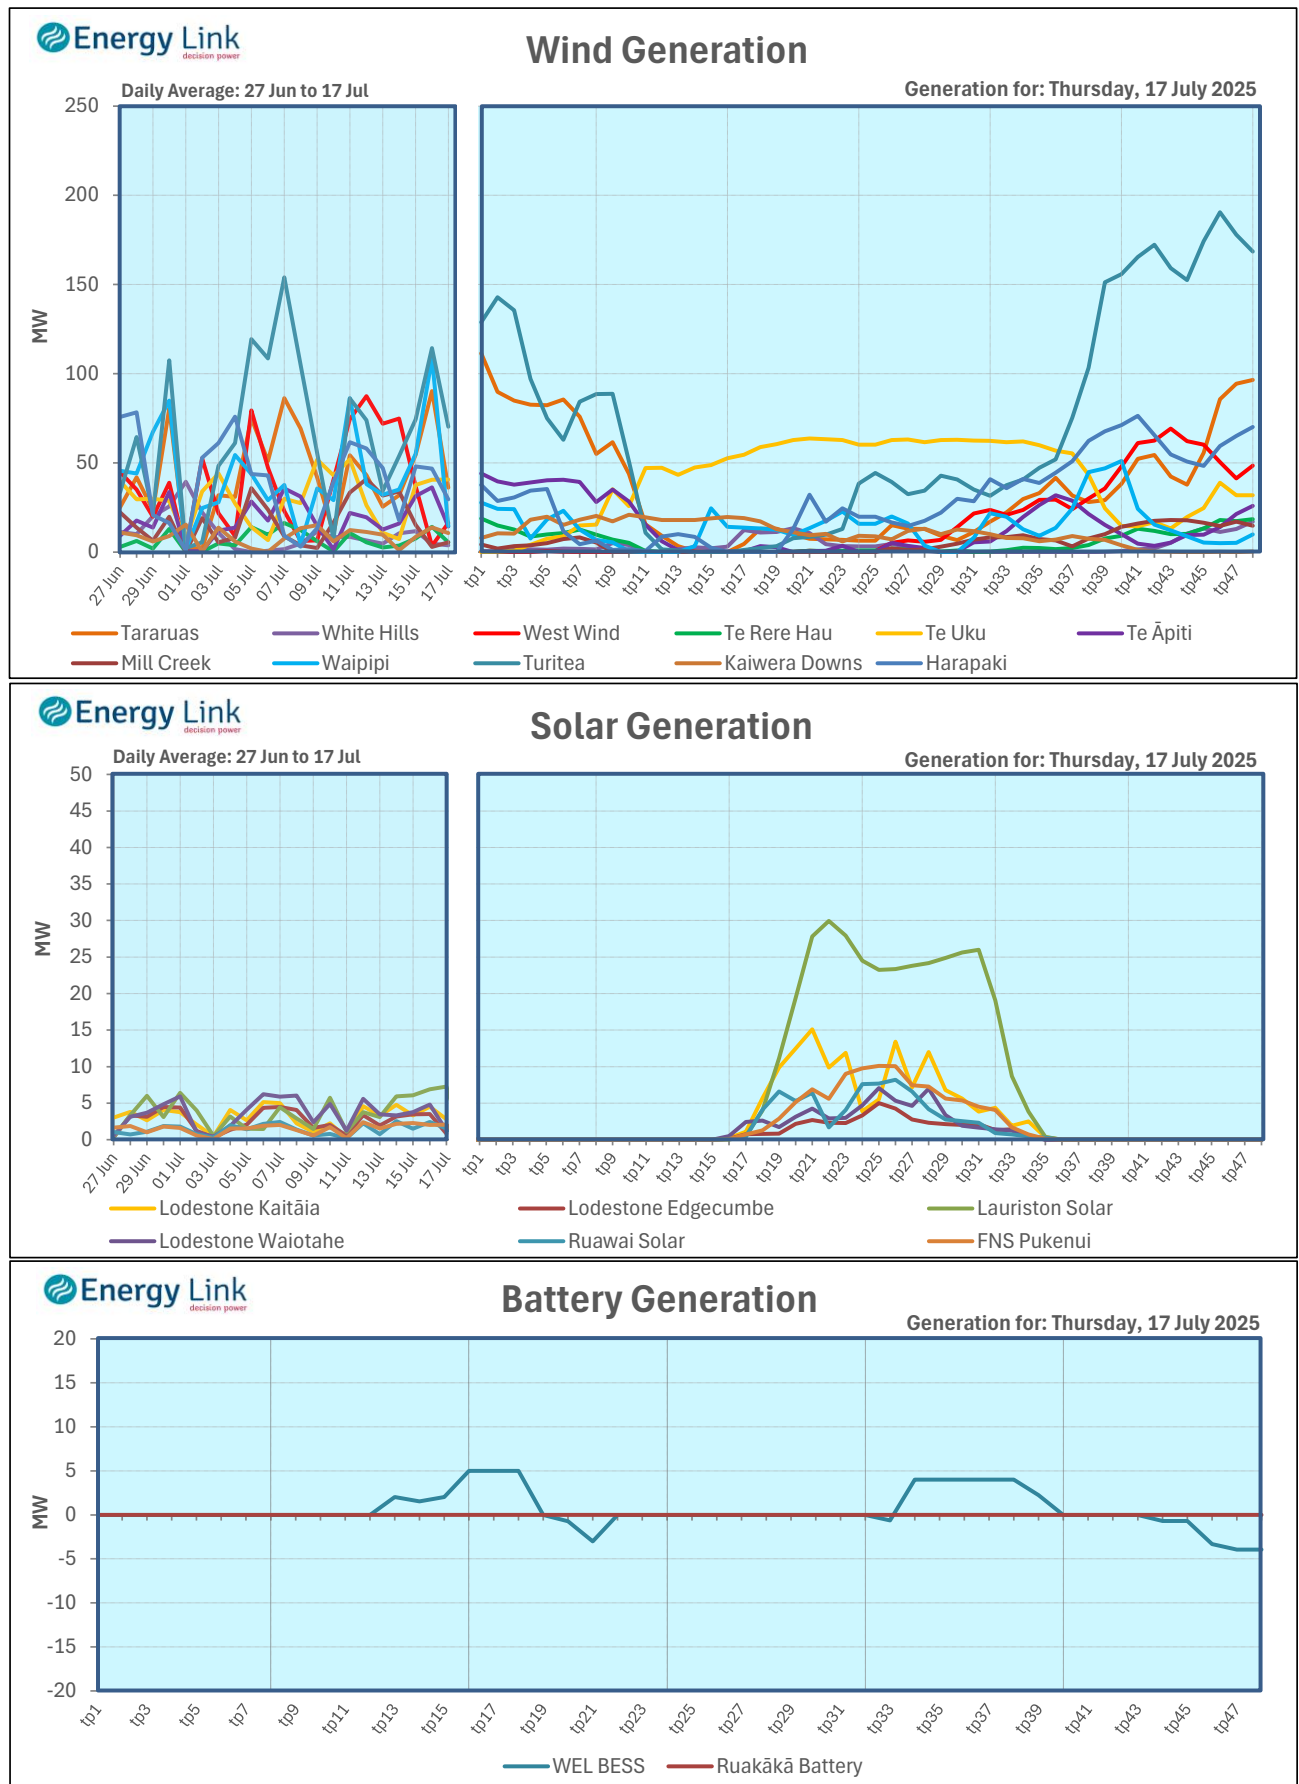 Energy Link
decision power
Wind Generation
Daily Average: 27 Jun to 17 Jul
Generation for: Thursday, 17 July 2025
MW
250
200
150
100
50
0
27 Jun 29 Jun 01 Jul 03 Jul 05 Jul 07 Jul 09 Jul 11 Jul 13 Jul 15 Jul 17 Jul
tp1 tp3 tp5 tp7 tp9 tp11 tp13 tp15 tp17 tp19 tp21 tp23 tp25 tp27 tp29 tp31 tp33 tp35 tp37 tp39 tp41 tp43 tp45 tp47
Tararuas White Hills West Wind Te Rere Hau Te Uku Te Āpiti
Mill Creek Waipipi Turitea Kaiwera Downs Harapaki
Energy Link
decision power
Solar Generation
Daily Average: 27 Jun to 17 Jul
Generation for: Thursday, 17 July 2025
MW
50
45
40
35
30
25
20
15
10
5
0
27 Jun 29 Jun 01 Jul 03 Jul 05 Jul 07 Jul 09 Jul 11 Jul 13 Jul 15 Jul 17 Jul
tp1 tp3 tp5 tp7 tp9 tp11 tp13 tp15 tp17 tp19 tp21 tp23 tp25 tp27 tp29 tp31 tp33 tp35 tp37 tp39 tp41 tp43 tp45 tp47
Lodestone Kaitāia Lodestone Edgecumbe Lauriston Solar
Lodestone Waiotahe Ruawai Solar FNS Pukenui
Energy Link
decision power
Battery Generation
Generation for: Thursday, 17 July 2025
MW
20
15
10
5
0
-5
-10
-15
-20
tp1 tp3 tp5 tp7 tp9 tp11 tp13 tp15 tp17 tp19 tp21 tp23 tp25 tp27 tp29 tp31 tp33 tp35 tp37 tp39 tp41 tp43 tp45 tp47
WEL BESS Ruakākā Battery